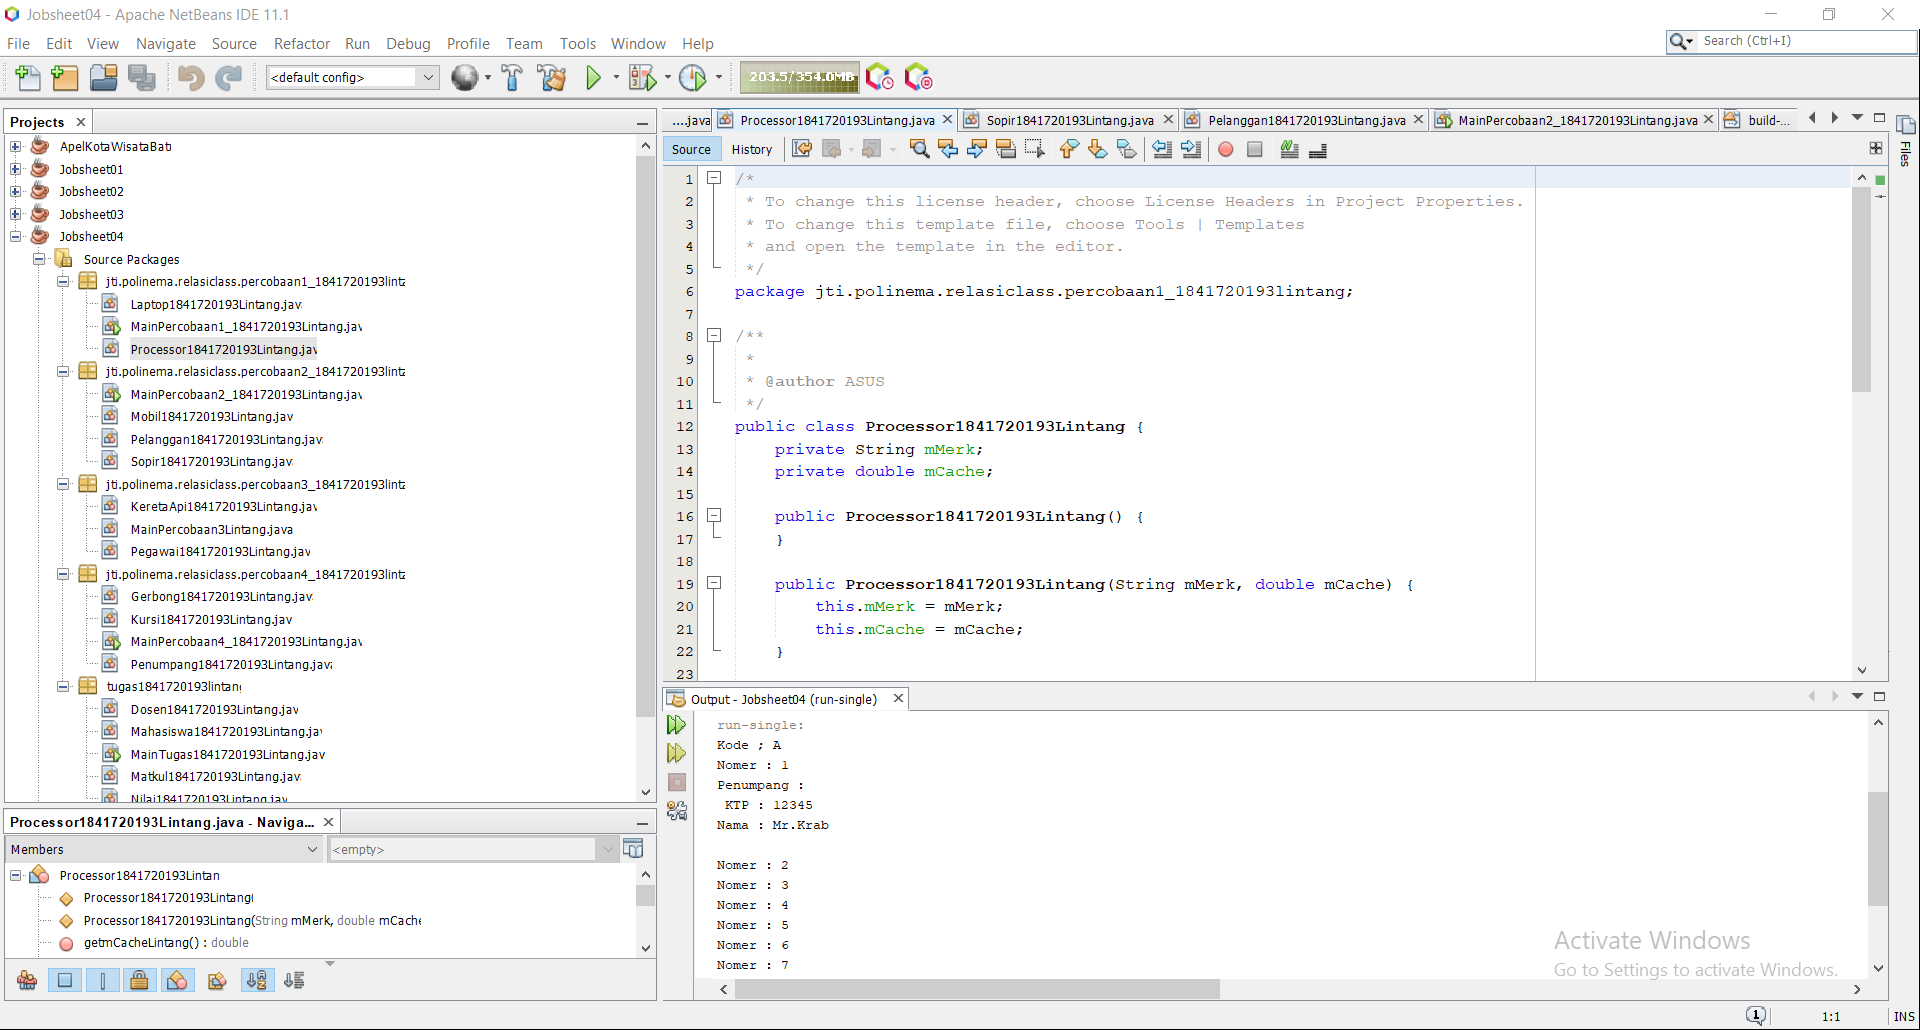 Jobsheet04 - Apache NetBeans IDE 11.1
File Edit View Navigate Source Refactor Run Debug Profile Team Tools Window Help
Search (Ctrl+I)
<default config>
203.5/354.0MB
Projects
ApelKotaWisataBatu
Jobsheet01
Jobsheet02
Jobsheet03
Jobsheet04
Source Packages
jti.polinema.relasiclass.percobaan1_1841720193lint
Laptop1841720193Lintang.jav
MainPercobaan1_1841720193Lintang.jav
Processor1841720193Lintang.jav
jti.polinema.relasiclass.percobaan2_1841720193lint
MainPercobaan2_1841720193Lintang.jav
Mobil1841720193Lintang.jav
Pelanggan1841720193Lintang.jav
Sopir1841720193Lintang.jav
jti.polinema.relasiclass.percobaan3_1841720193lint
KeretaApi1841720193Lintang.jav
MainPercobaan3Lintang.java
Pegawai1841720193Lintang.jav
jti.polinema.relasiclass.percobaan4_1841720193lint
Gerbong1841720193Lintang.jav
Kursi1841720193Lintang.jav
MainPercobaan4_1841720193Lintang.jav
Penumpang1841720193Lintang.jav
tugas1841720193lintang
Dosen1841720193Lintang.jav
Mahasiswa1841720193Lintang.jav
MainTugas1841720193Lintang.jav
Matkul1841720193Lintang.jav
Nilai1841720193Lintang.jav
Processor1841720193Lintang.java - Naviga...
Members <empty>
Processor1841720193Lintan
Processor1841720193Lintang(
Processor1841720193Lintang(String mMerk, double mCache
getmCacheLintang() : double
....java Processor1841720193Lintang.java Sopir1841720193Lintang.java Pelanggan1841720193Lintang.java MainPercobaan2_1841720193Lintang.java build-...
Files
Source History
1 /*
2 * To change this license header, choose License Headers in Project Properties.
3 * To change this template file, choose Tools | Templates
4 * and open the template in the editor.
5 */
6 package jti.polinema.relasiclass.percobaan1_1841720193lintang;
7
8 /**
9 *
10 * @author ASUS
11 */
12 public class Processor1841720193Lintang {
13 private String mMerk;
14 private double mCache;
15
16 public Processor1841720193Lintang() {
17 }
18
19 public Processor1841720193Lintang(String mMerk, double mCache) {
20 this.mMerk = mMerk;
21 this.mCache = mCache;
22 }
23
Output - Jobsheet04 (run-single)
run-single:
Kode ; A
Nomer : 1
Penumpang :
KTP : 12345
Nama : Mr.Krab
Nomer : 2
Nomer : 3
Nomer : 4
Nomer : 5
Nomer : 6
Nomer : 7
Activate Windows
Go to Settings to activate Windows.
1 1:1 INS